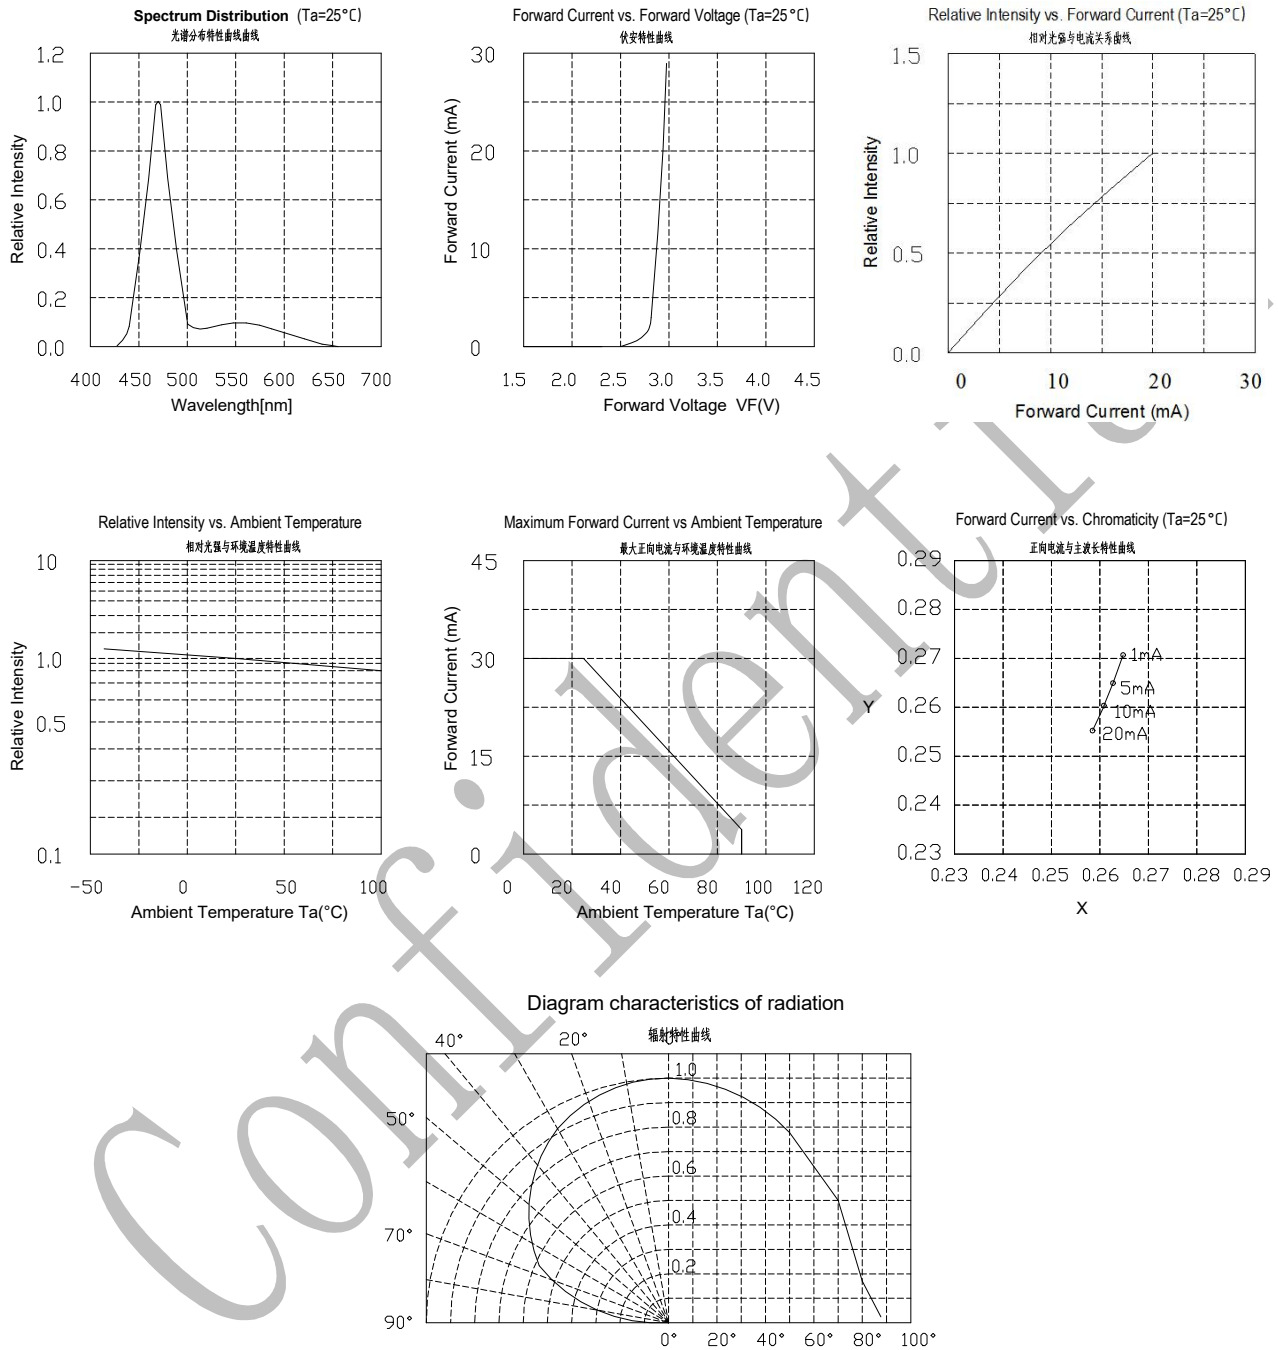 Spectrum Distribution (Ta=25°C)
光谱分布特性曲线曲线
1.2
1.0
0.8
0.6
0.4
0.2
0.0
Relative Intensity
400 450 500 550 600 650 700
Wavelength[nm]
Forward Current vs. Forward Voltage (Ta=25°C)
伏安特性曲线
30
20
10
0
Forward Current (mA)
1.5 2.0 2.5 3.0 3.5 4.0 4.5
Forward Voltage VF(V)
Relative Intensity vs. Forward Current (Ta=25°C)
相对光强与电流关系曲线
1.5
1.0
0.5
0.0
Relative Intensity
0 10 20 30
Forward Current (mA)
Relative Intensity vs. Ambient Temperature
相对光强与环境温度特性曲线
10
1.0
0.5
0.1
Relative Intensity
-50 0 50 100
Ambient Temperature Ta(°C)
Maximum Forward Current vs Ambient Temperature
最大正向电流与环境温度特性曲线
45
30
15
0
Forward Current (mA)
0 20 40 60 80 100 120
Ambient Temperature Ta(°C)
Forward Current vs. Chromaticity (Ta=25°C)
正向电流与主波长特性曲线
0.29
0.28
0.27
0.26
0.25
0.24
0.23
Y
1mA
5mA
10mA
20mA
0.23 0.24 0.25 0.26 0.27 0.28 0.29
X
Diagram characteristics of radiation
辐射特性曲线
40° 20° 0°
50°
70°
90°
1.0
0.8
0.6
0.4
0.2
0° 20° 40° 60° 80° 100°
Confidential